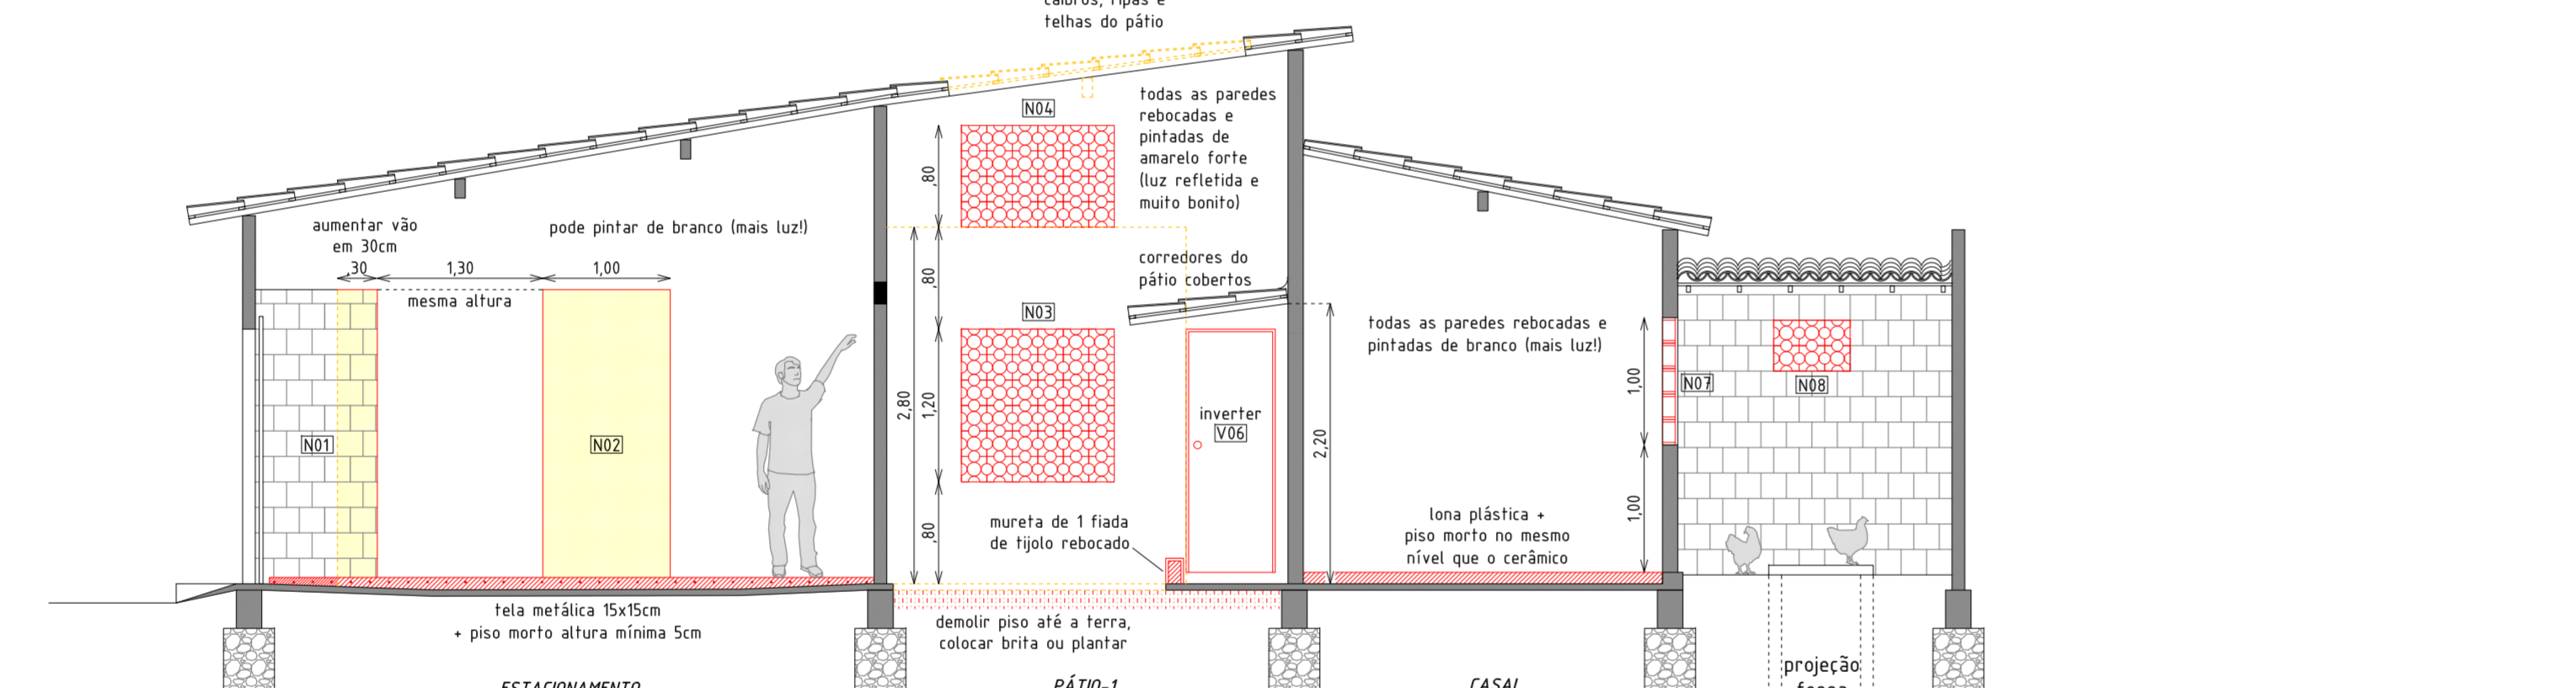 telhas do pátio
N04
todas as paredes
rebocadas e
pintadas de
amarelo forte
(luz refletida e
muito bonito)
,80
aumentar vão
em 30cm
pode pintar de branco (mais luz!)
,30
1,30
1,00
mesma altura
corredores do
pátio cobertos
,80
N03
todas as paredes rebocadas e
pintadas de branco (mais luz!)
2,80
1,20
inverter
V06
2,20
1,00
N07
N08
N01
N02
mureta de 1 fiada
de tijolo rebocado
,80
lona plástica +
piso morto no mesmo
nível que o cerâmico
1,00
tela metálica 15x15cm
+ piso morto altura mínima 5cm
demolir piso até a terra,
colocar brita ou plantar
projeção
ESTACIONAMENTO
PÁTIO-1
CASAL